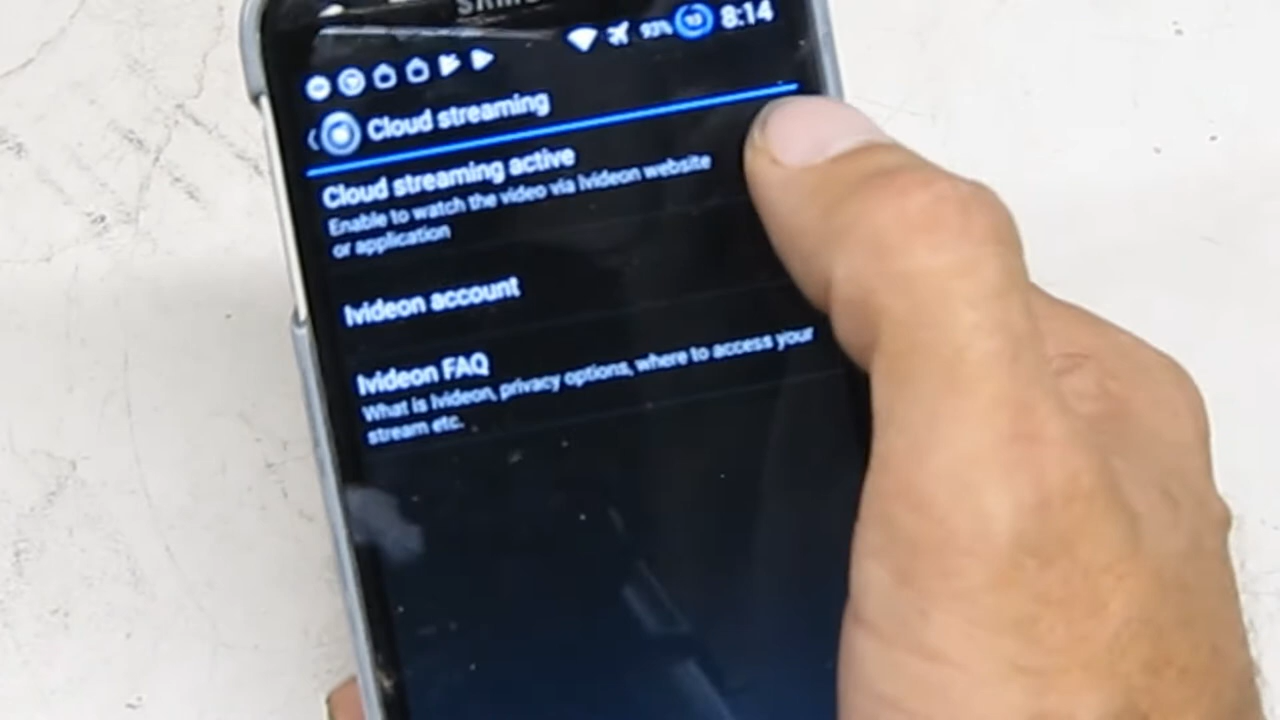 93% 93 8:14
Cloud streaming
Cloud streaming active
Enable to watch the video via Ivideon website
or application
Ivideon account
Ivideon FAQ
What is Ivideon, privacy options, where to access your
stream etc.